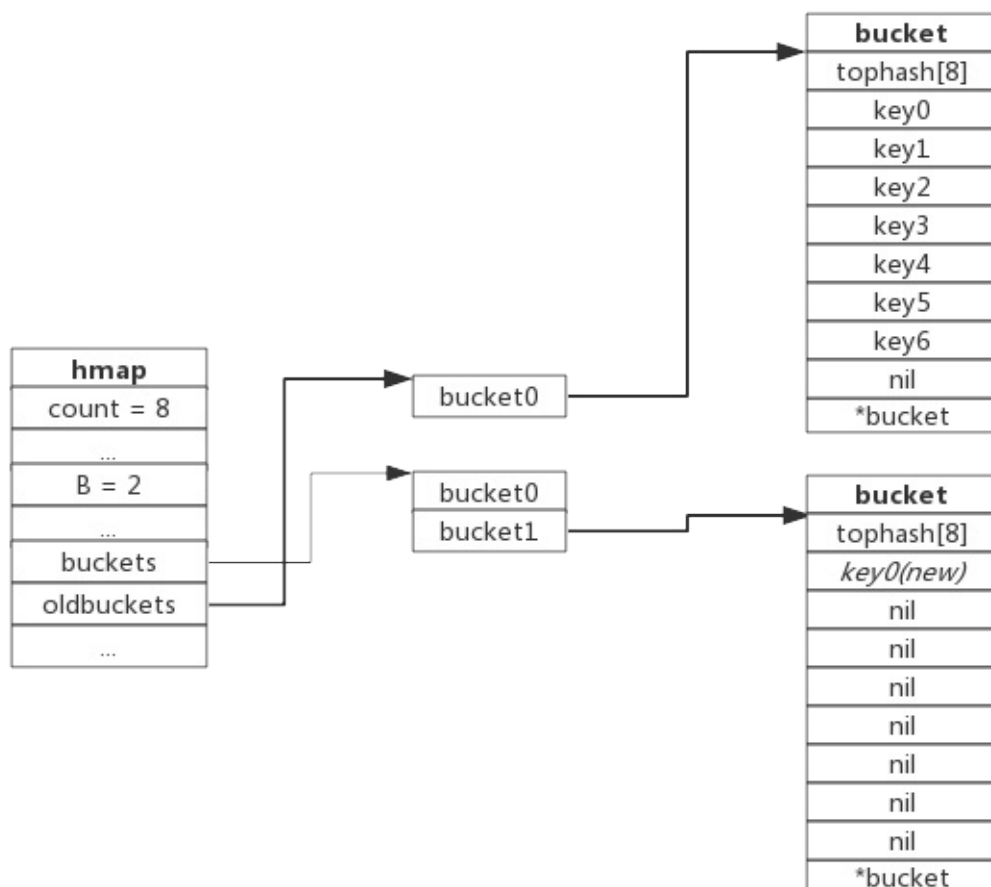 hmap
count = 8
...
B = 2
...
buckets
oldbuckets
...
bucket0
bucket0
bucket1
bucket
tophash[8]
key0
key1
key2
key3
key4
key5
key6
nil
*bucket
bucket
tophash[8]
key0(new)
nil
nil
nil
nil
nil
nil
nil
*bucket